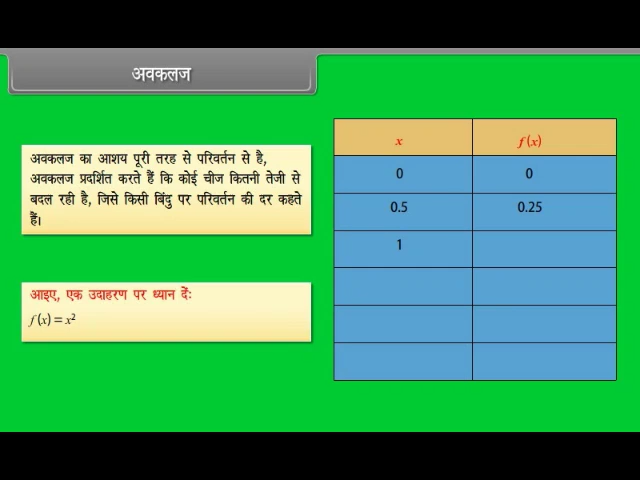 अवकलज
अवकलज का आशय पूरी तरह से परिवर्तन से है,
अवकलज प्रदर्शित करते हैं कि कोई चीज कितनी तेजी से
बदल रही है, जिसे किसी बिंदु पर परिवर्तन की दर कहते
हैं।
आइए, एक उदाहरण पर ध्यान दें:
f (x) = x²
x f (x)
0 0
0.5 0.25
1